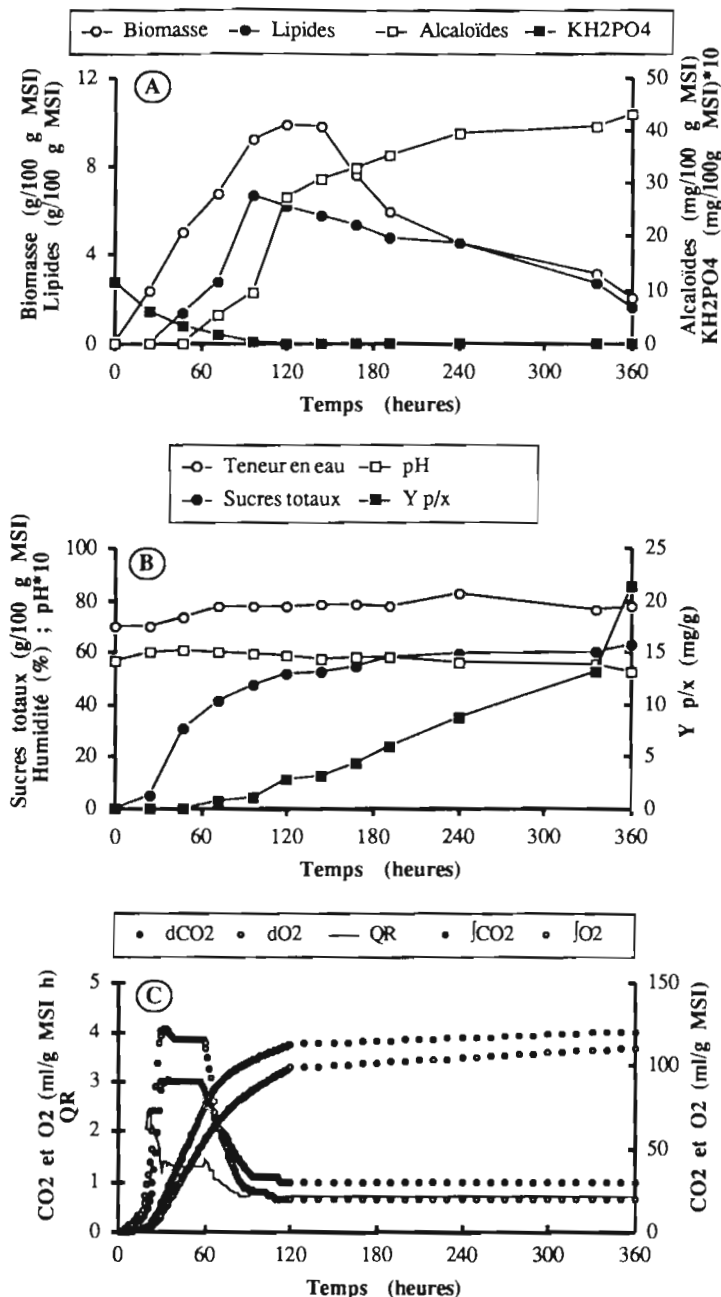 Biomasse Lipides Alcaloïdes KH2PO4
A
Biomasse (g/100 g MSI)
Lipides (g/100 g MSI)
12
8
4
0
50
40
30
20
10
0
Alcaloïdes (mg/100 g MSI)
KH2PO4 (mg/100g MSI)*10
0 60 120 180 240 300 360
Temps (heures)
Teneur en eau pH
Sucres totaux Y p/x
B
Sucres totaux (g/100 g MSI)
Humidité (%) ; pH*10
100
80
60
40
20
0
25
20
15
10
5
0
Y p/x (mg/g)
0 60 120 180 240 300 360
Temps (heures)
dCO2 dO2 QR ∫CO2 ∫O2
C
CO2 et O2 (ml/g MSI h)
QR
5
4
3
2
1
0
150
100
50
0
CO2 et O2 (ml/g MSI)
0 60 120 180 240 300 360
Temps (heures)